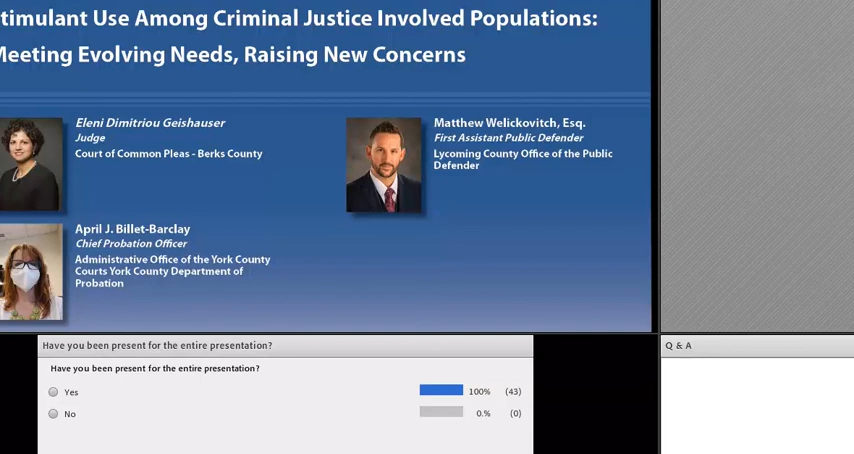 timulant Use Among Criminal Justice Involved Populations:
Meeting Evolving Needs, Raising New Concerns
Eleni Dimitriou Geishauser
Judge
Court of Common Pleas - Berks County
Matthew Welickovitch, Esq.
First Assistant Public Defender
Lycoming County Office of the Public
Defender
April J. Billet-Barclay
Chief Probation Officer
Administrative Office of the York County
Courts York County Department of
Probation
Have you been present for the entire presentation?
Have you been present for the entire presentation?
Yes 100% (43)
No 0.% (0)
Q & A